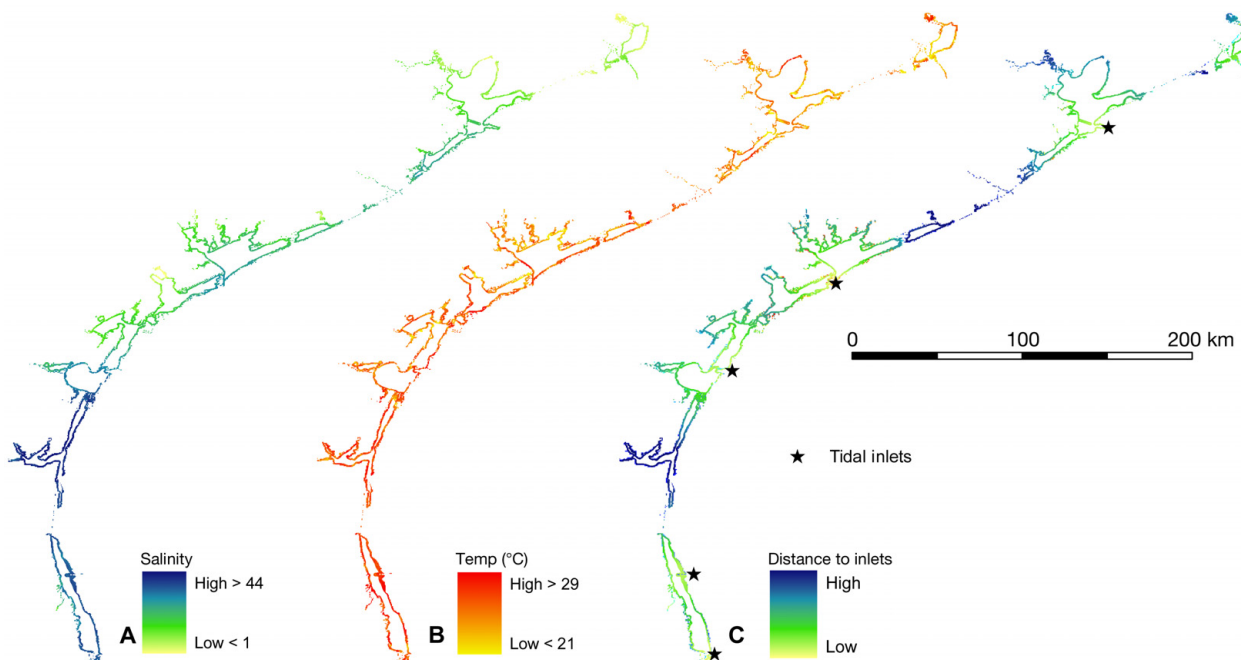 0 100 200 km
★ Tidal inlets
Salinity
High > 44
Low < 1
A
Temp (°C)
High > 29
Low < 21
B
Distance to inlets
High
Low
C